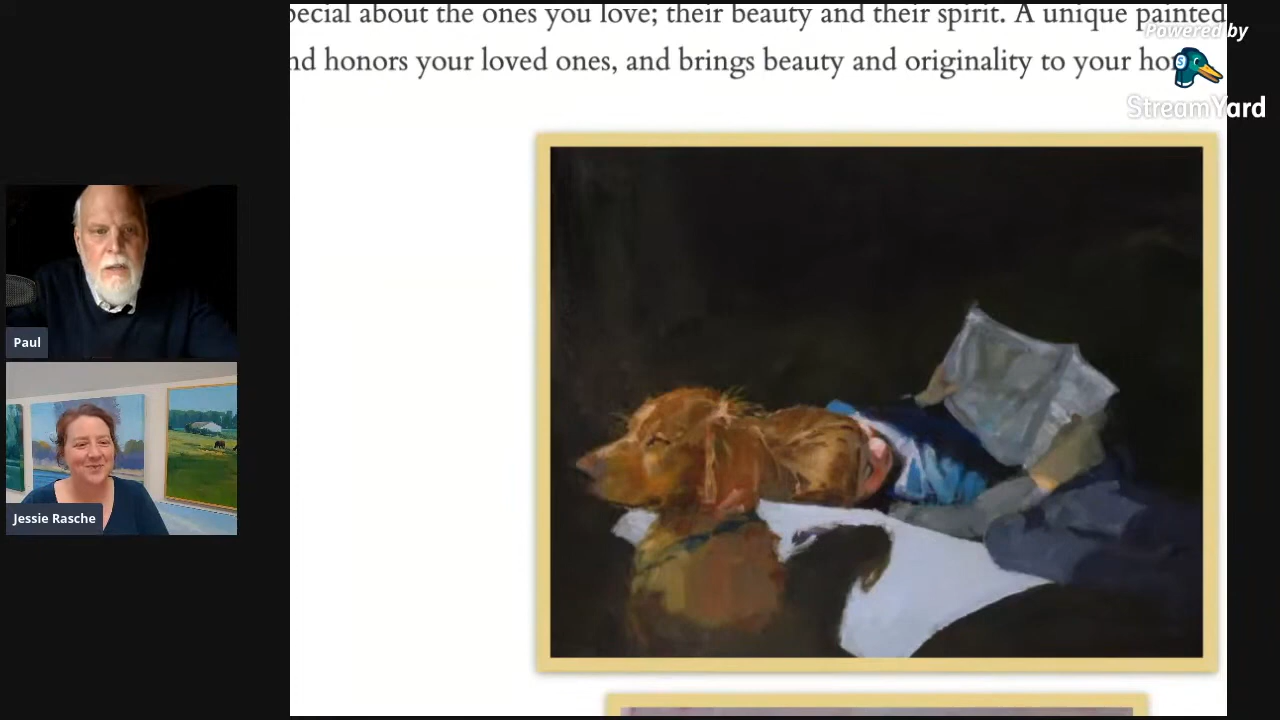 pecial about the ones you love; their beauty and their spirit. A unique painted
nd honors your loved ones, and brings beauty and originality to your ho
Powered by
StreamYard
Paul
Jessie Rasche